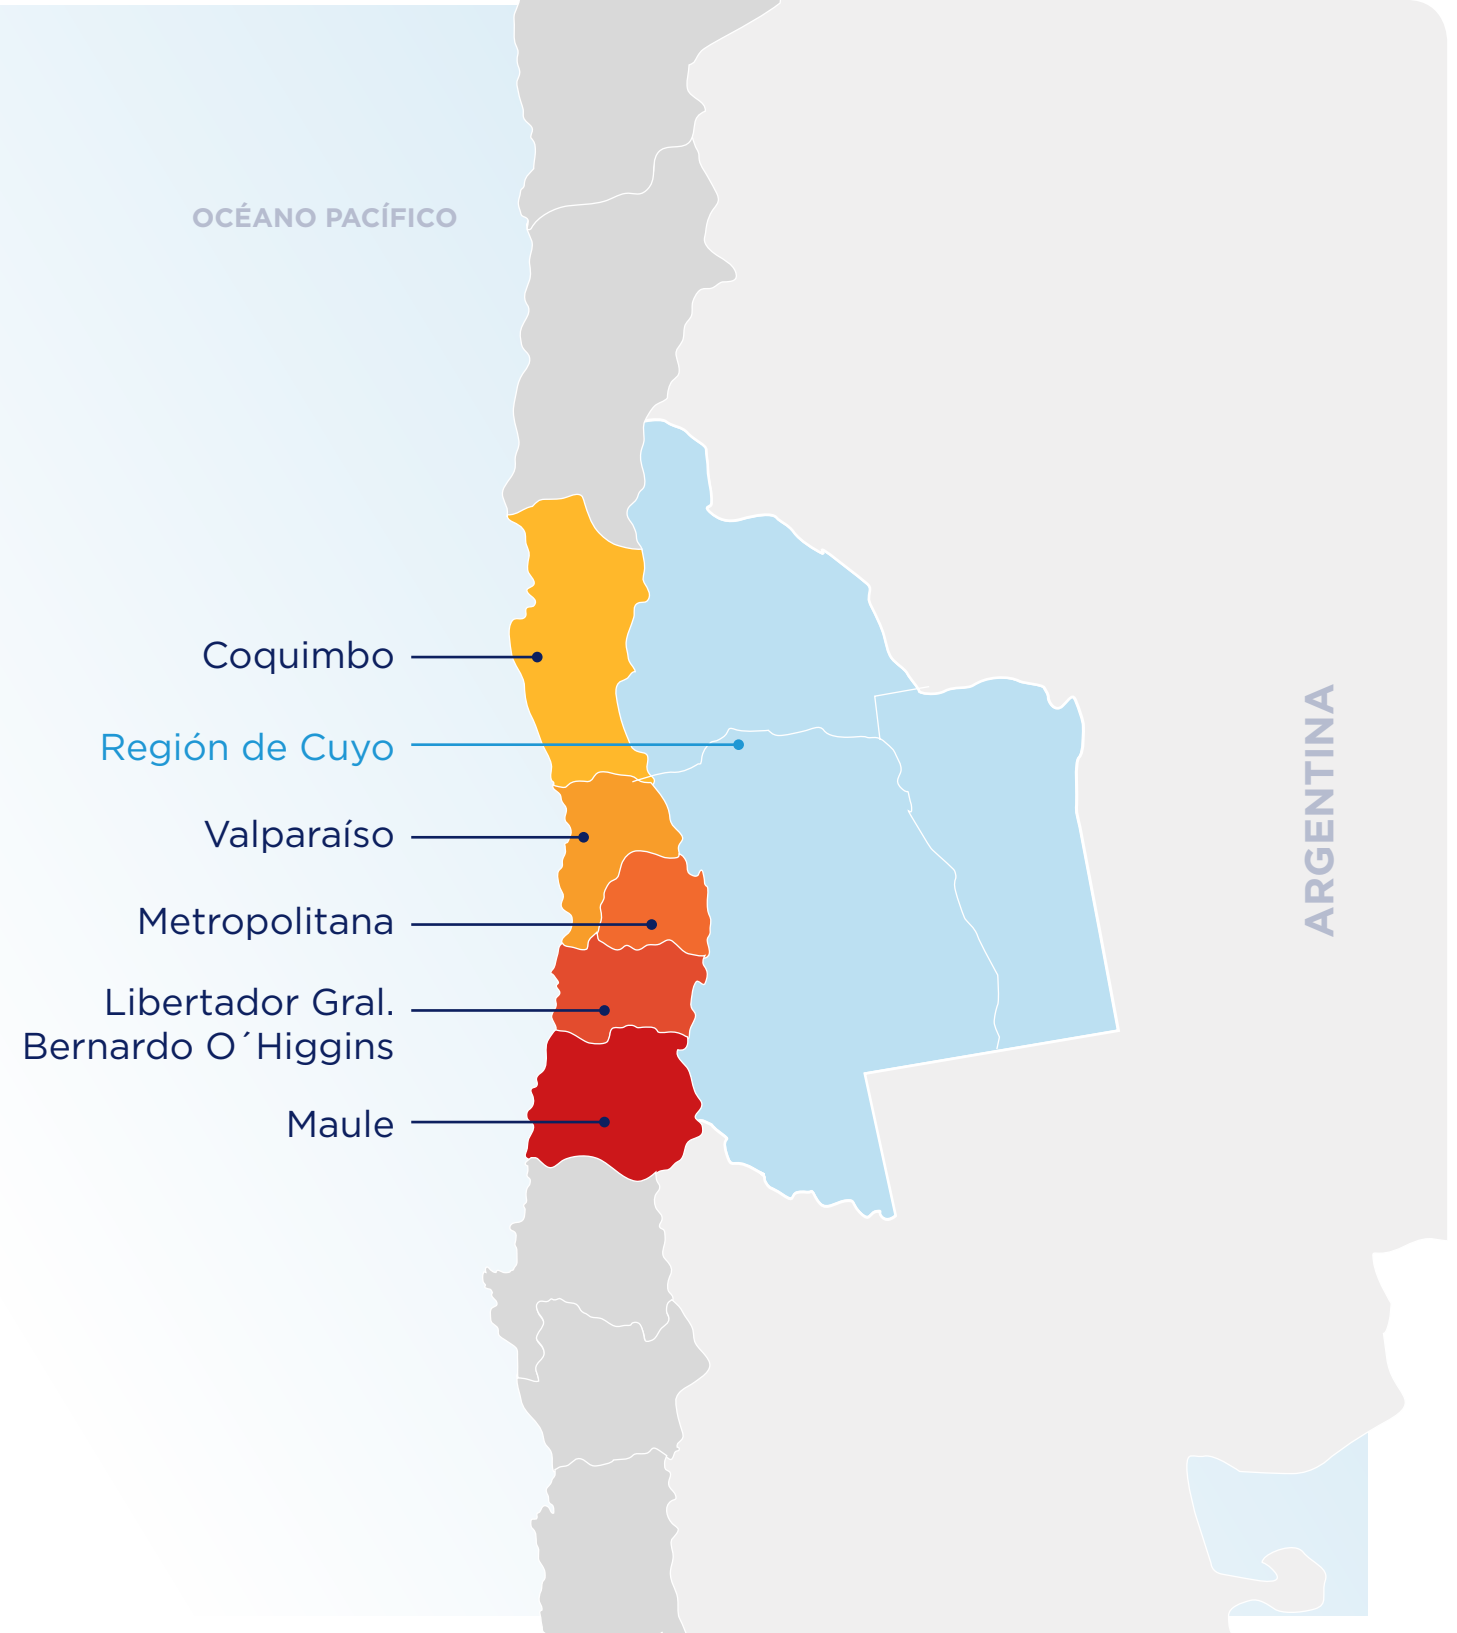 OCÉANO PACÍFICO
Coquimbo
Región de Cuyo
Valparaíso
Metropolitana
Libertador Gral.
Bernardo O´Higgins
Maule
ARGENTINA